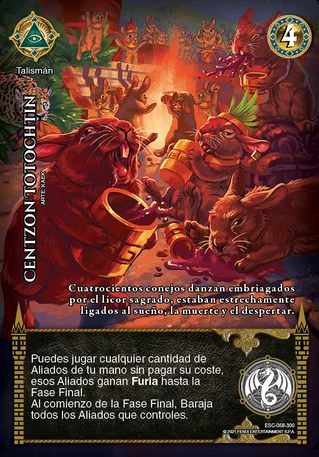 4
Talismán
CENTZON TOTOCHTIN
ARTE: KAEK
Cuatrocientos conejos danzan embriagados
por el licor sagrado, estaban estrechamente
ligados al sueño, la muerte y el despertar.
Puedes jugar cualquier cantidad de
Aliados de tu mano sin pagar su coste,
esos Aliados ganan Furia hasta la
Fase Final.
Al comienzo de la Fase Final, Baraja
todos los Aliados que controles.
ESC-058-300
© 2021 FENIX ENTERTAINMENT S.P.A.